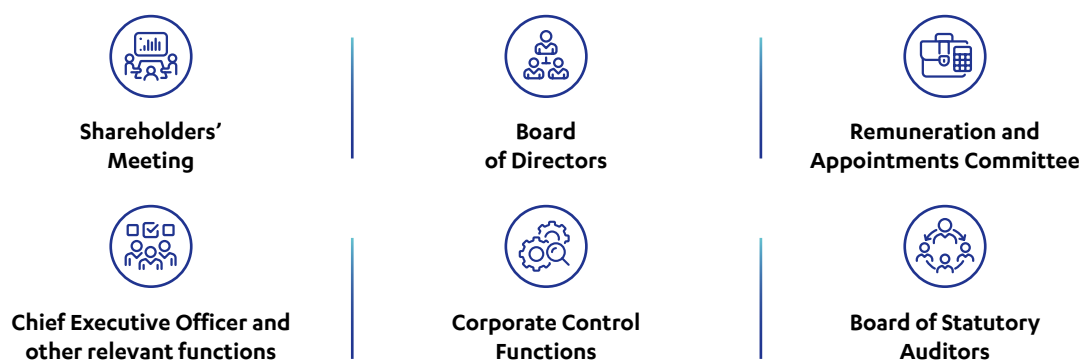 Shareholders’
Meeting
Board
of Directors
Remuneration and
Appointments Committee
Chief Executive Officer and
other relevant functions
Corporate Control
Functions
Board of Statutory
Auditors